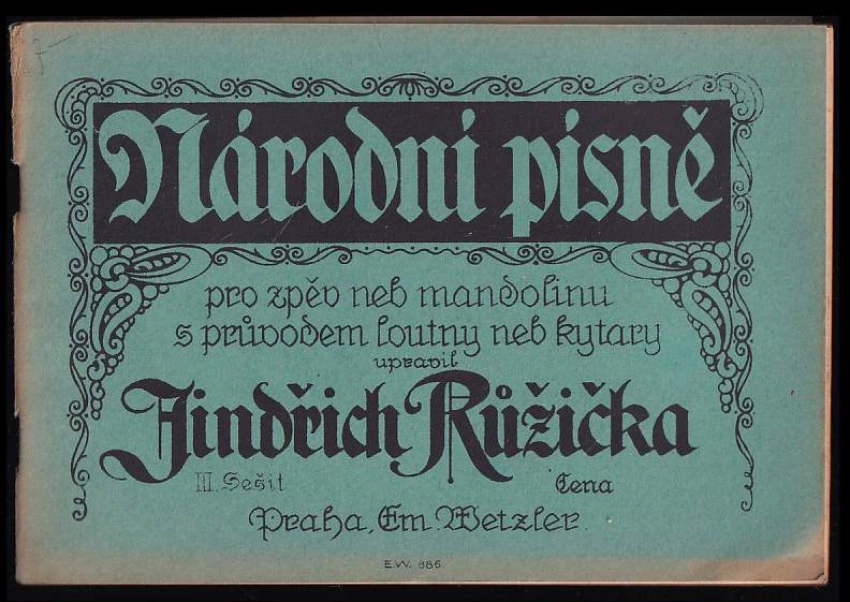 Národní písně
pro zpěv neb mandolinu
s průvodem loutny neb kytary
upravil
Jindřich Růžička
III. Sešit Cena
Praha, Em. Wetzler.
E.W. 886